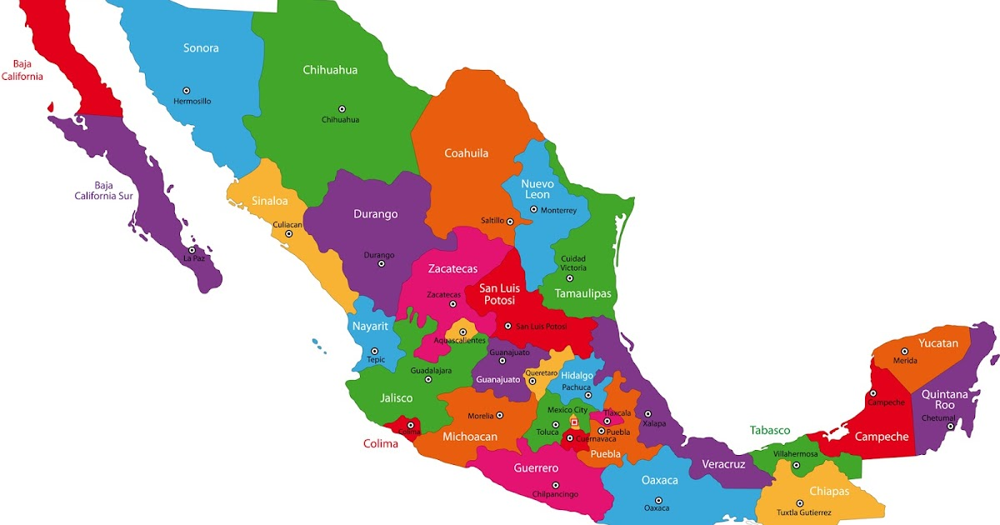 Baja
California
Sonora
Hermosillo
Chihuahua
Chihuahua
Coahuila
Saltillo
Nuevo
Leon
Monterrey
Baja
California Sur
La Paz
Sinaloa
Culiacan
Durango
Durango
Zacatecas
Zacatecas
San Luis
Potosi
San Luis Potosi
Cuidad
Victoria
Tamaulipas
Nayarit
Tepic
Aguascalientes
Guanajuato
Guanajuato
Queretaro
Hidalgo
Pachuca
Guadalajara
Jalisco
Colima
Colima
Morelia
Michoacan
Mexico City
Toluca
Tlaxcala
Puebla
Cuernavaca
Puebla
Xalapa
Guerrero
Chilpancingo
Oaxaca
Oaxaca
Veracruz
Tabasco
Villahermosa
Chiapas
Tuxtla Gutierrez
Campeche
Campeche
Yucatan
Merida
Quintana
Roo
Chetumal